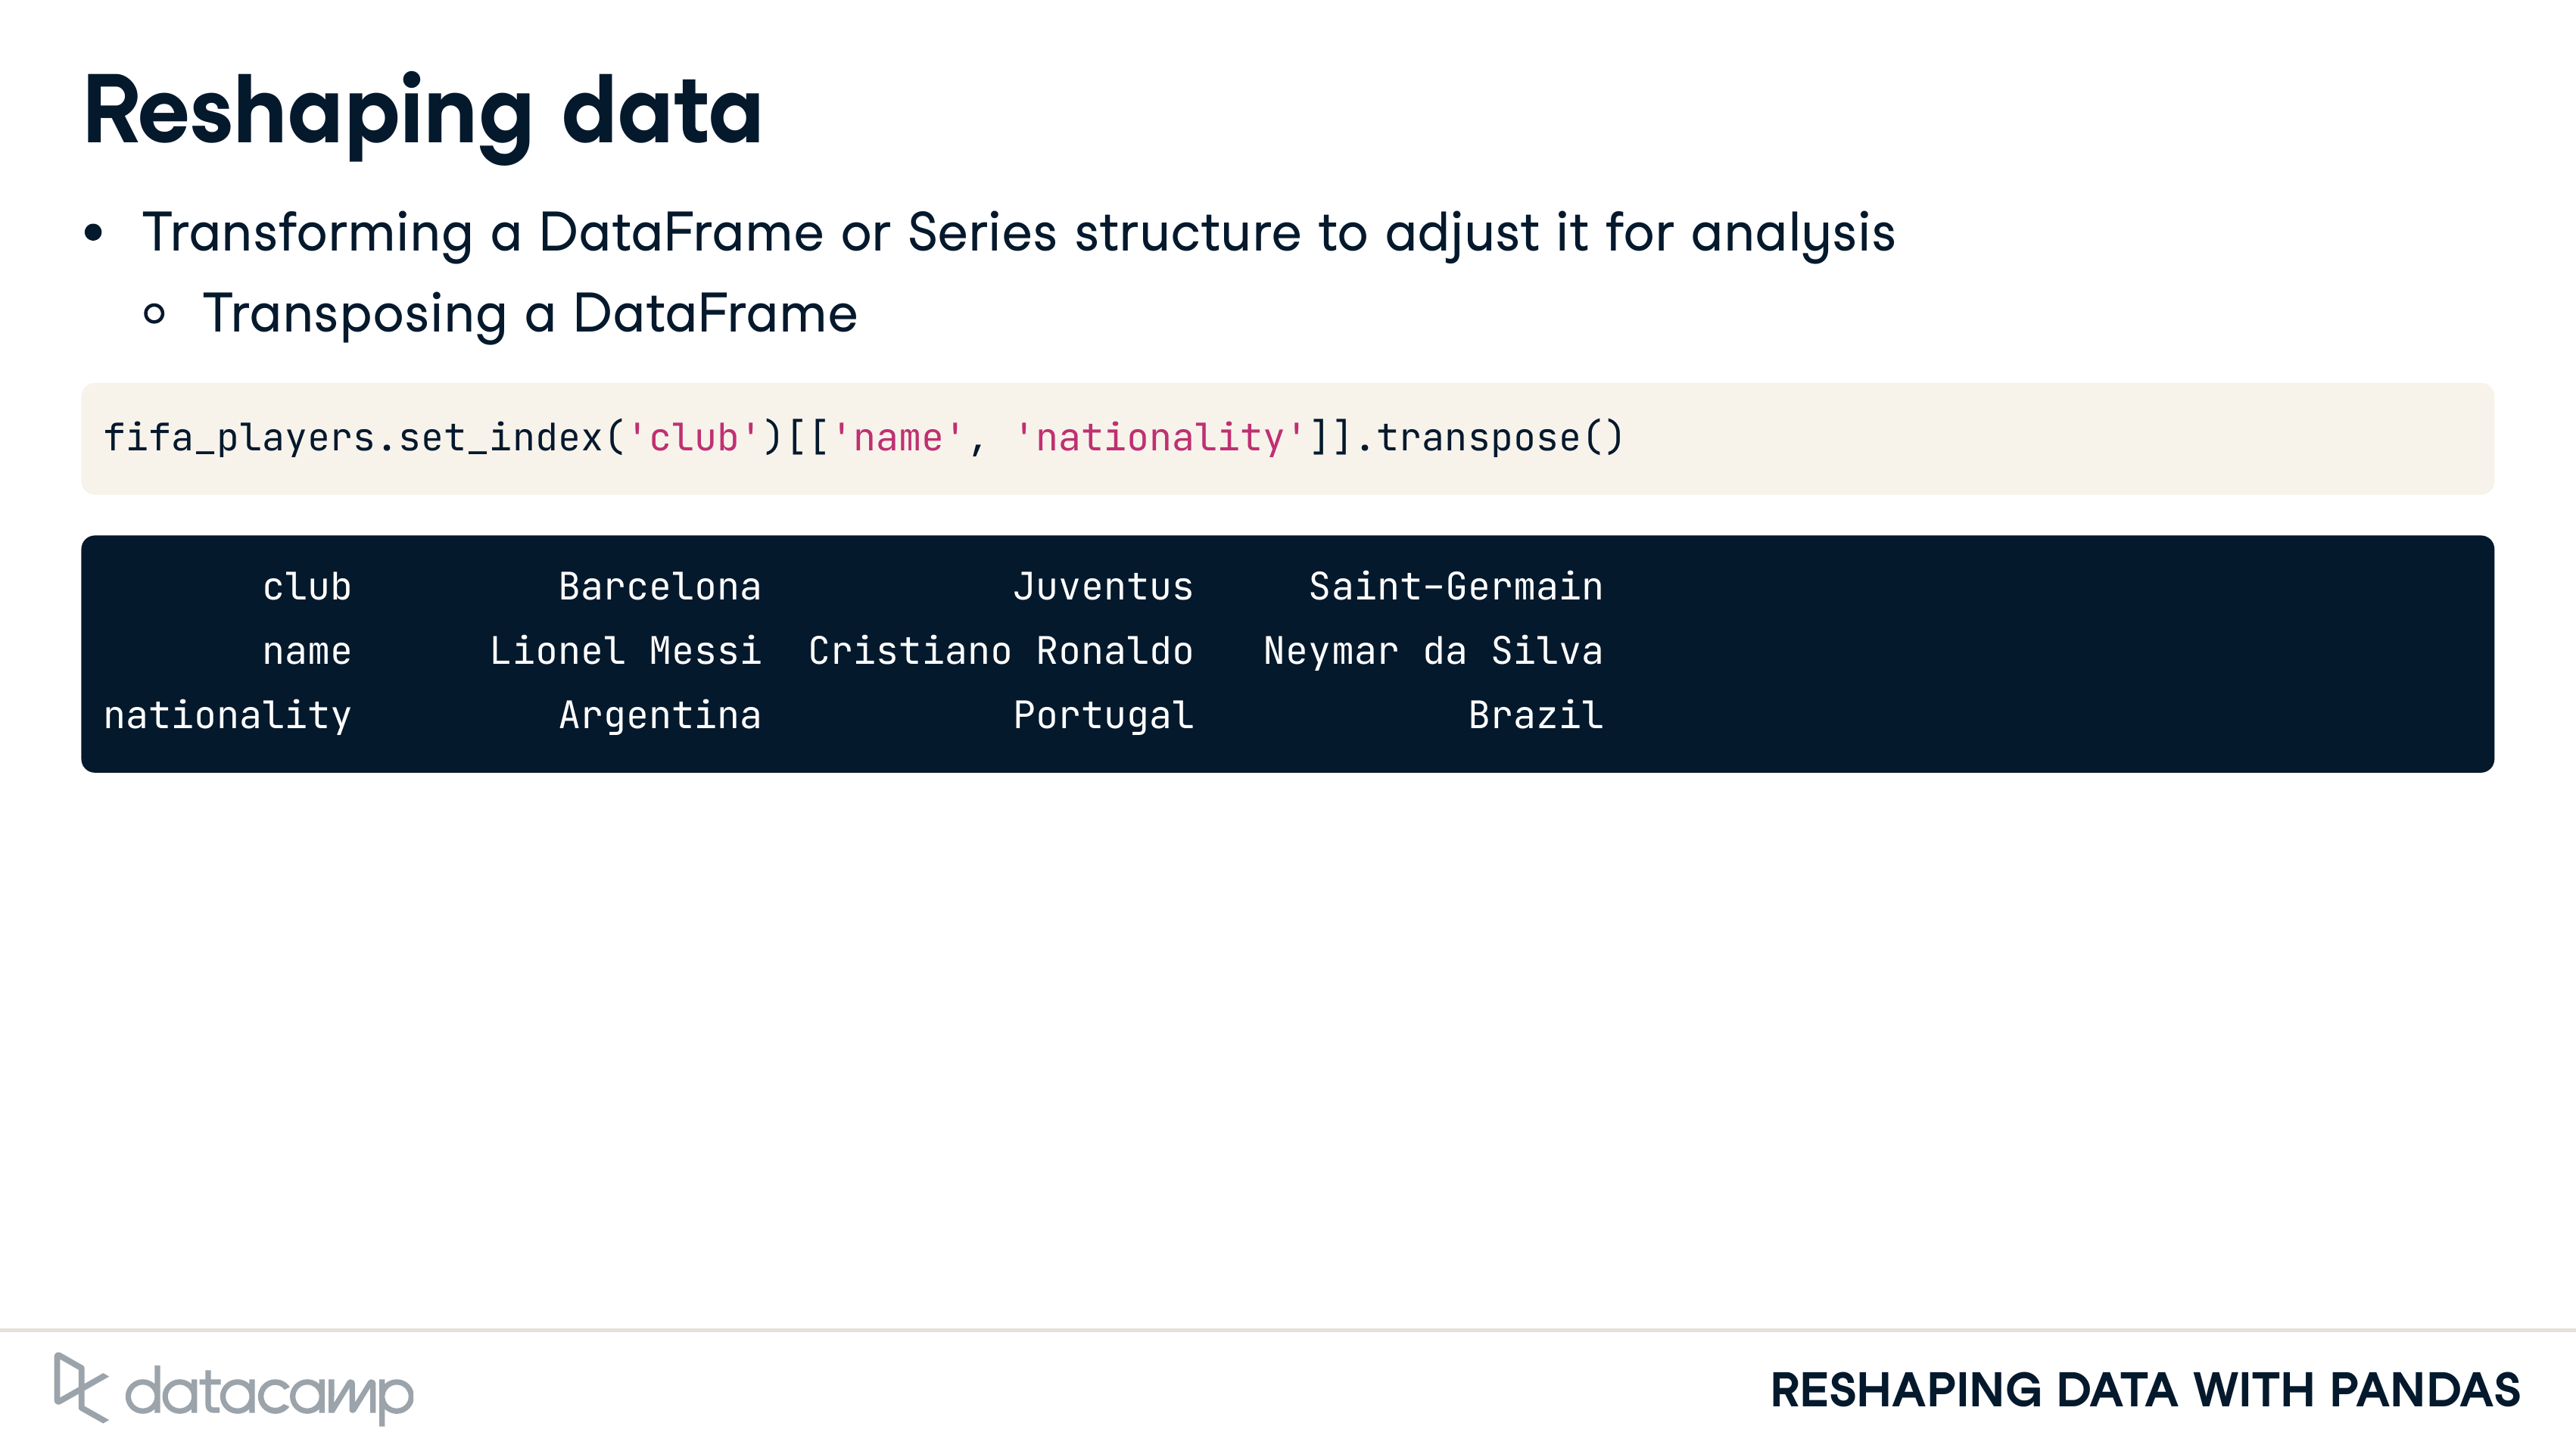 Reshaping data
• Transforming a DataFrame or Series structure to adjust it for analysis
○ Transposing a DataFrame
fifa_players.set_index('club')[['name', 'nationality']].transpose()
club Barcelona Juventus Saint-Germain
name Lionel Messi Cristiano Ronaldo Neymar da Silva
nationality Argentina Portugal Brazil
datacamp
RESHAPING DATA WITH PANDAS